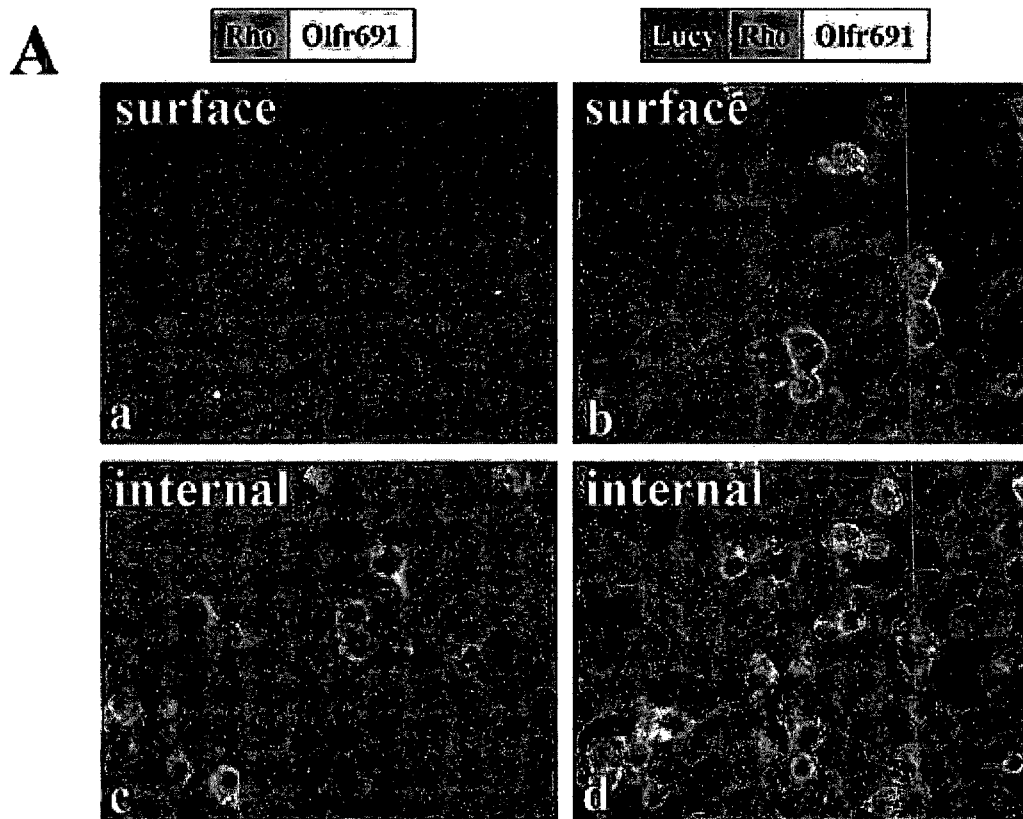 A
Rho Olfr691
Lucy Rho Olfr691
surface
surface
a
b
internal
internal
c
d